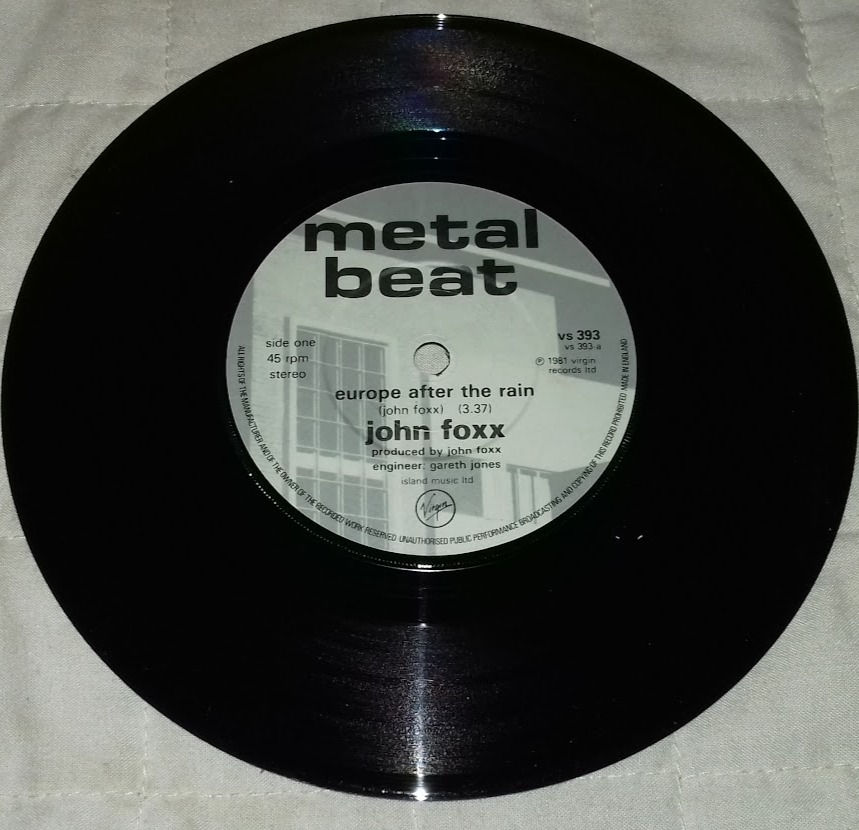 metal
beat
side one
45 rpm
stereo
vs 393
vs 393-a
℗ 1981 virgin
records ltd
europe after the rain
(john foxx) (3.37)
john foxx
produced by john foxx
engineer: gareth jones
island music ltd
Virgin
ALL RIGHTS OF THE MANUFACTURER AND OF THE OWNER OF THE RECORDED WORK RESERVED UNAUTHORISED PUBLIC PERFORMANCE BROADCASTING AND COPYING OF THIS RECORD PROHIBITED MADE IN ENGLAND